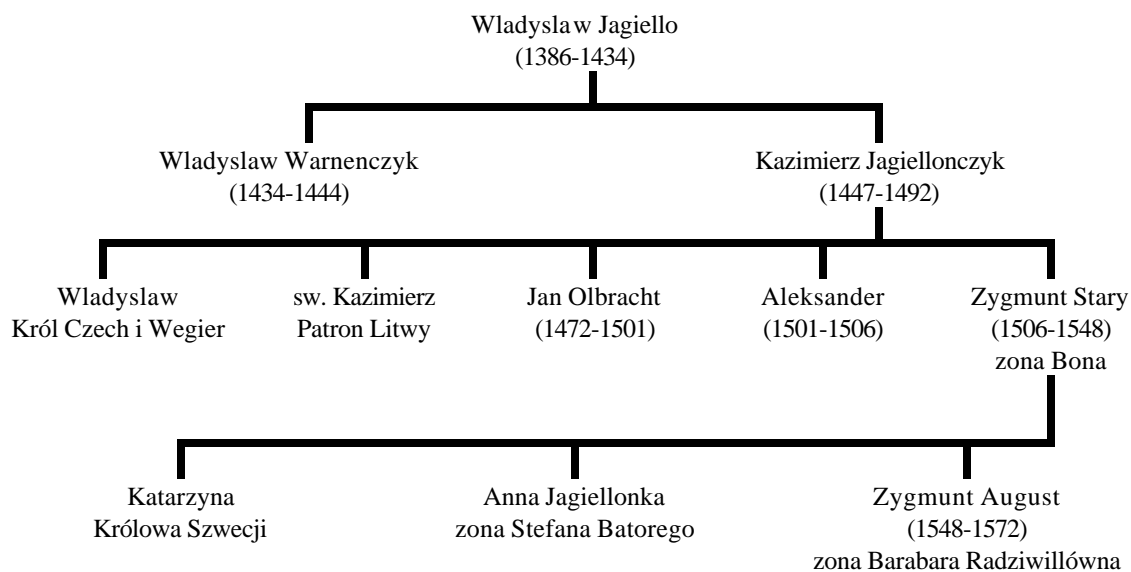 Wladyslaw Jagiello
(1386-1434)
Wladyslaw Warnenczyk
(1434-1444)
Kazimierz Jagiellonczyk
(1447-1492)
Wladyslaw
Król Czech i Wegier
sw. Kazimierz
Patron Litwy
Jan Olbracht
(1472-1501)
Aleksander
(1501-1506)
Zygmunt Stary
(1506-1548)
zona Bona
Katarzyna
Królowa Szwecji
Anna Jagiellonka
zona Stefana Batorego
Zygmunt August
(1548-1572)
zona Barabara Radziwillówna